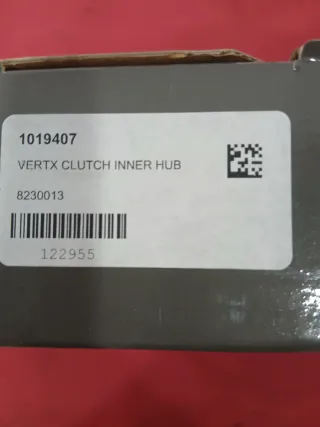 1019407
VERTX CLUTCH INNER HUB
8230013
122955